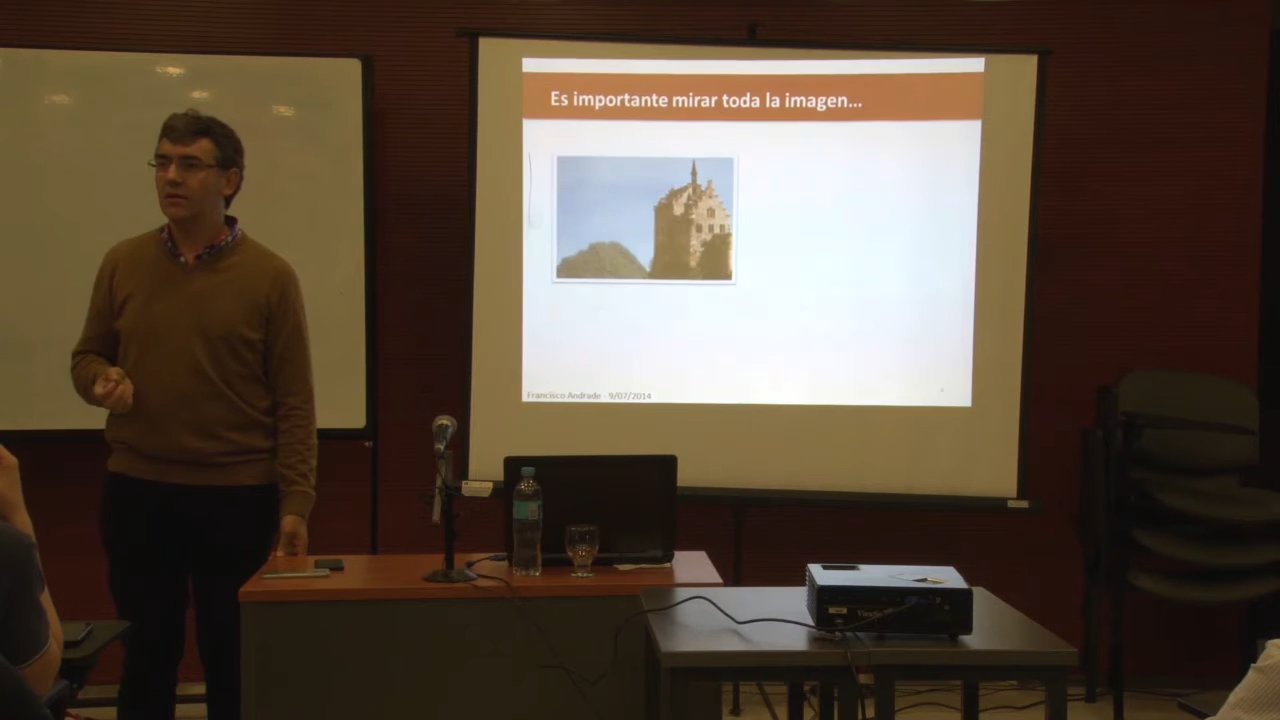 Es importante mirar toda la imagen...
Francisco Andrade - 9/07/2014